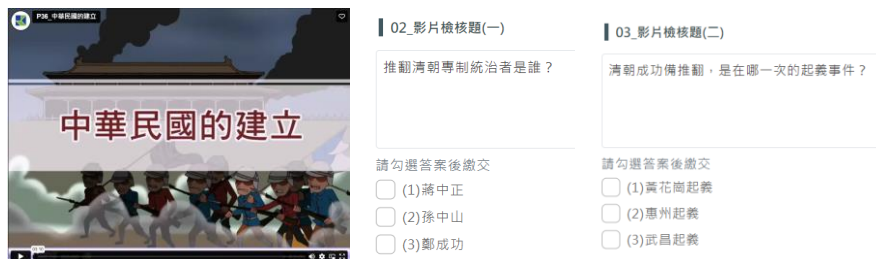 P36_中華民國的建立
中華民國的建立
02_影片檢核題(一)
推翻清朝專制統治者是誰？
請勾選答案後繳交
(1)蔣中正
(2)孫中山
(3)鄭成功
03_影片檢核題(二)
清朝成功備推翻，是在哪一次的起義事件？
請勾選答案後繳交
(1)黃花崗起義
(2)惠州起義
(3)武昌起義